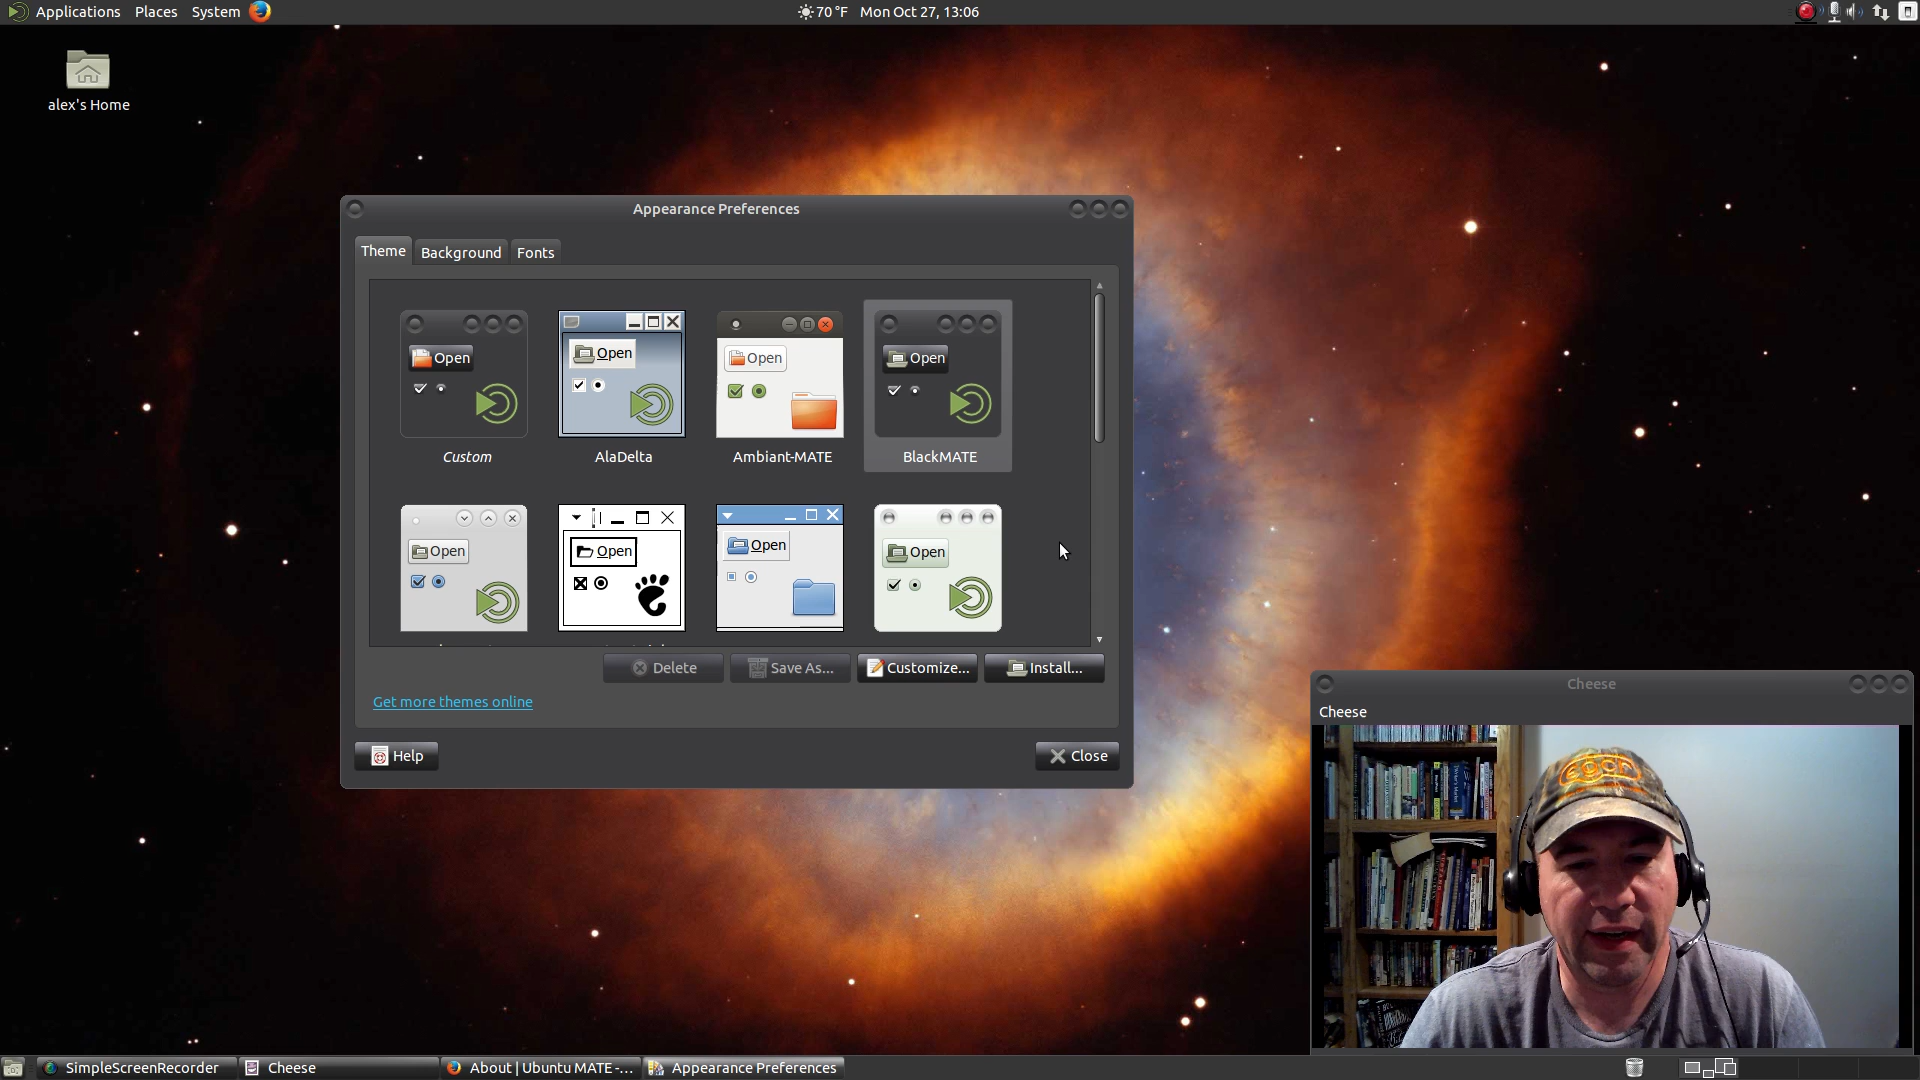 Applications Places System 70 °F Mon Oct 27, 13:06
alex's Home
Appearance Preferences
Theme Background Fonts
Open Open Open Open
Custom AlaDelta Ambiant-MATE BlackMATE
Open Open Open Open
Delete Save As... Customize... Install...
Get more themes online
Help Close
Cheese
Cheese
SimpleScreenRecorder Cheese About | Ubuntu MATE -... Appearance Preferences